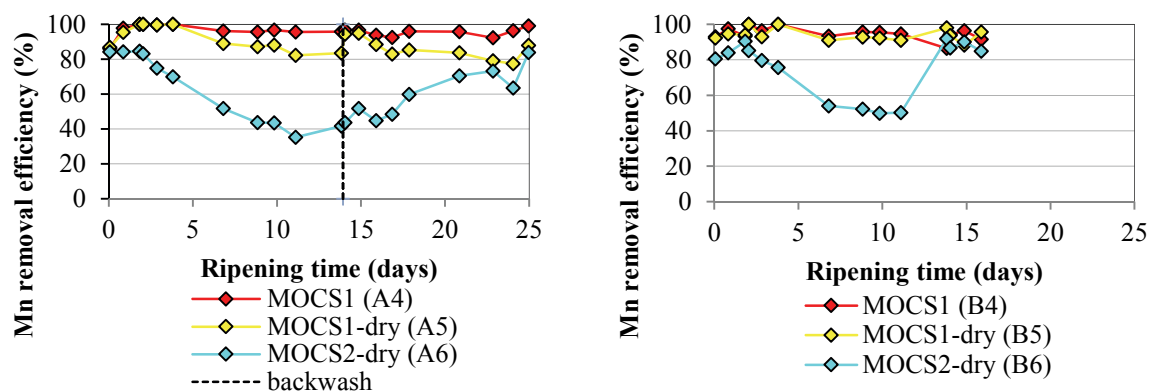 Mn removal efficiency (%)
100
80
60
40
20
0
0 5 10 15 20 25
Ripening time (days)
MOCS1 (A4)
MOCS1-dry (A5)
MOCS2-dry (A6)
backwash
Mn removal efficiency (%)
100
80
60
40
20
0
0 5 10 15 20 25
Ripening time (days)
MOCS1 (B4)
MOCS1-dry (B5)
MOCS2-dry (B6)